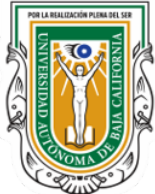 POR LA REALIZACIÓN PLENA DEL SER
UNIVERSIDAD AUTÓNOMA DE BAJA CALIFORNIA